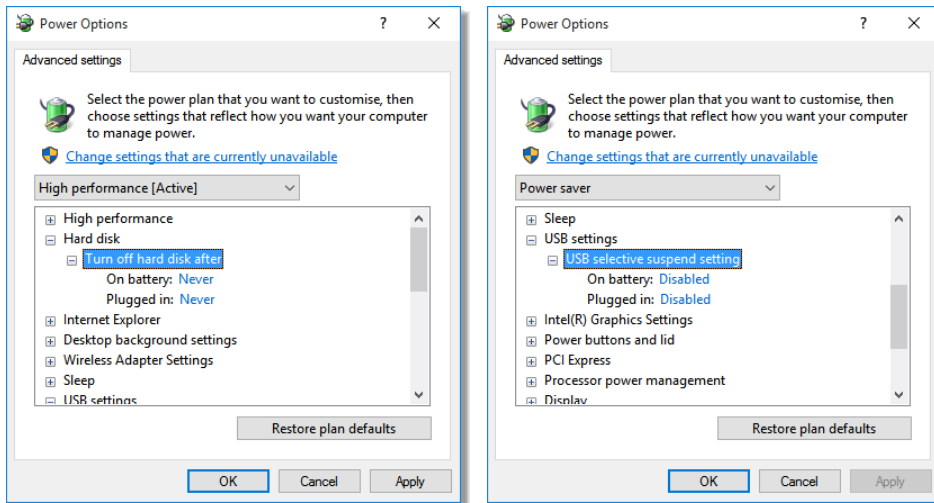 Power Options
?
Advanced settings
Select the power plan that you want to customise, then
choose settings that reflect how you want your computer
to manage power.
Change settings that are currently unavailable
High performance [Active]
High performance
Hard disk
Turn off hard disk after
On battery: Never
Plugged in: Never
Internet Explorer
Desktop background settings
Wireless Adapter Settings
Sleep
USB settings
Restore plan defaults
OK
Cancel
Apply
Power Options
?
Advanced settings
Select the power plan that you want to customise, then
choose settings that reflect how you want your computer
to manage power.
Change settings that are currently unavailable
Power saver
Sleep
USB settings
USB selective suspend setting
On battery: Disabled
Plugged in: Disabled
Intel(R) Graphics Settings
Power buttons and lid
PCI Express
Processor power management
Display
Restore plan defaults
OK
Cancel
Apply